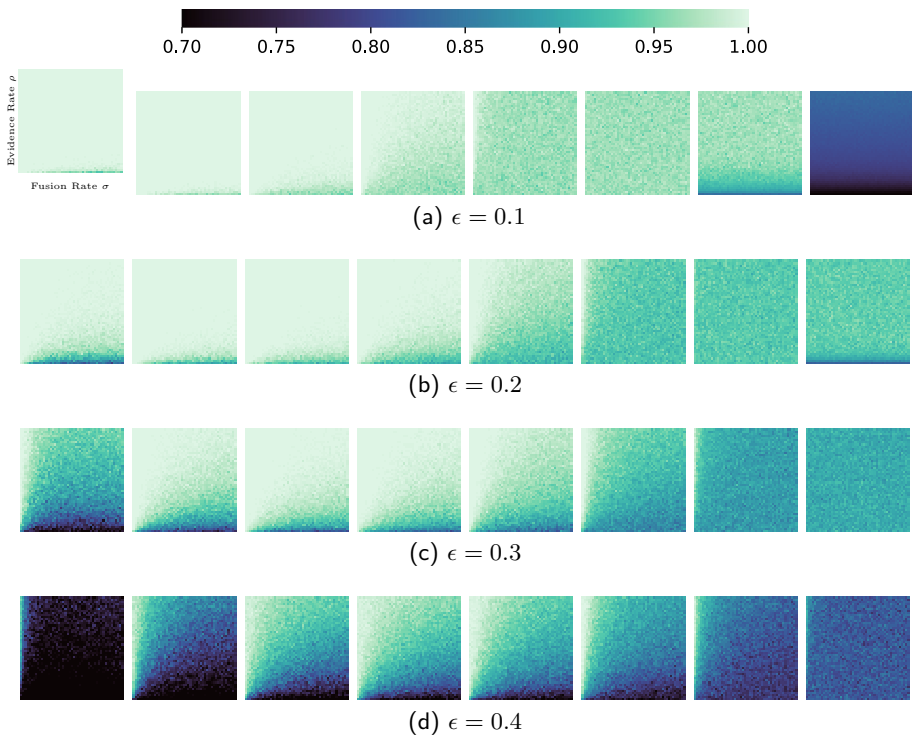 0.70 0.75 0.80 0.85 0.90 0.95 1.00
Evidence Rate ρ
Fusion Rate σ
(a) ϵ = 0.1
(b) ϵ = 0.2
(c) ϵ = 0.3
(d) ϵ = 0.4